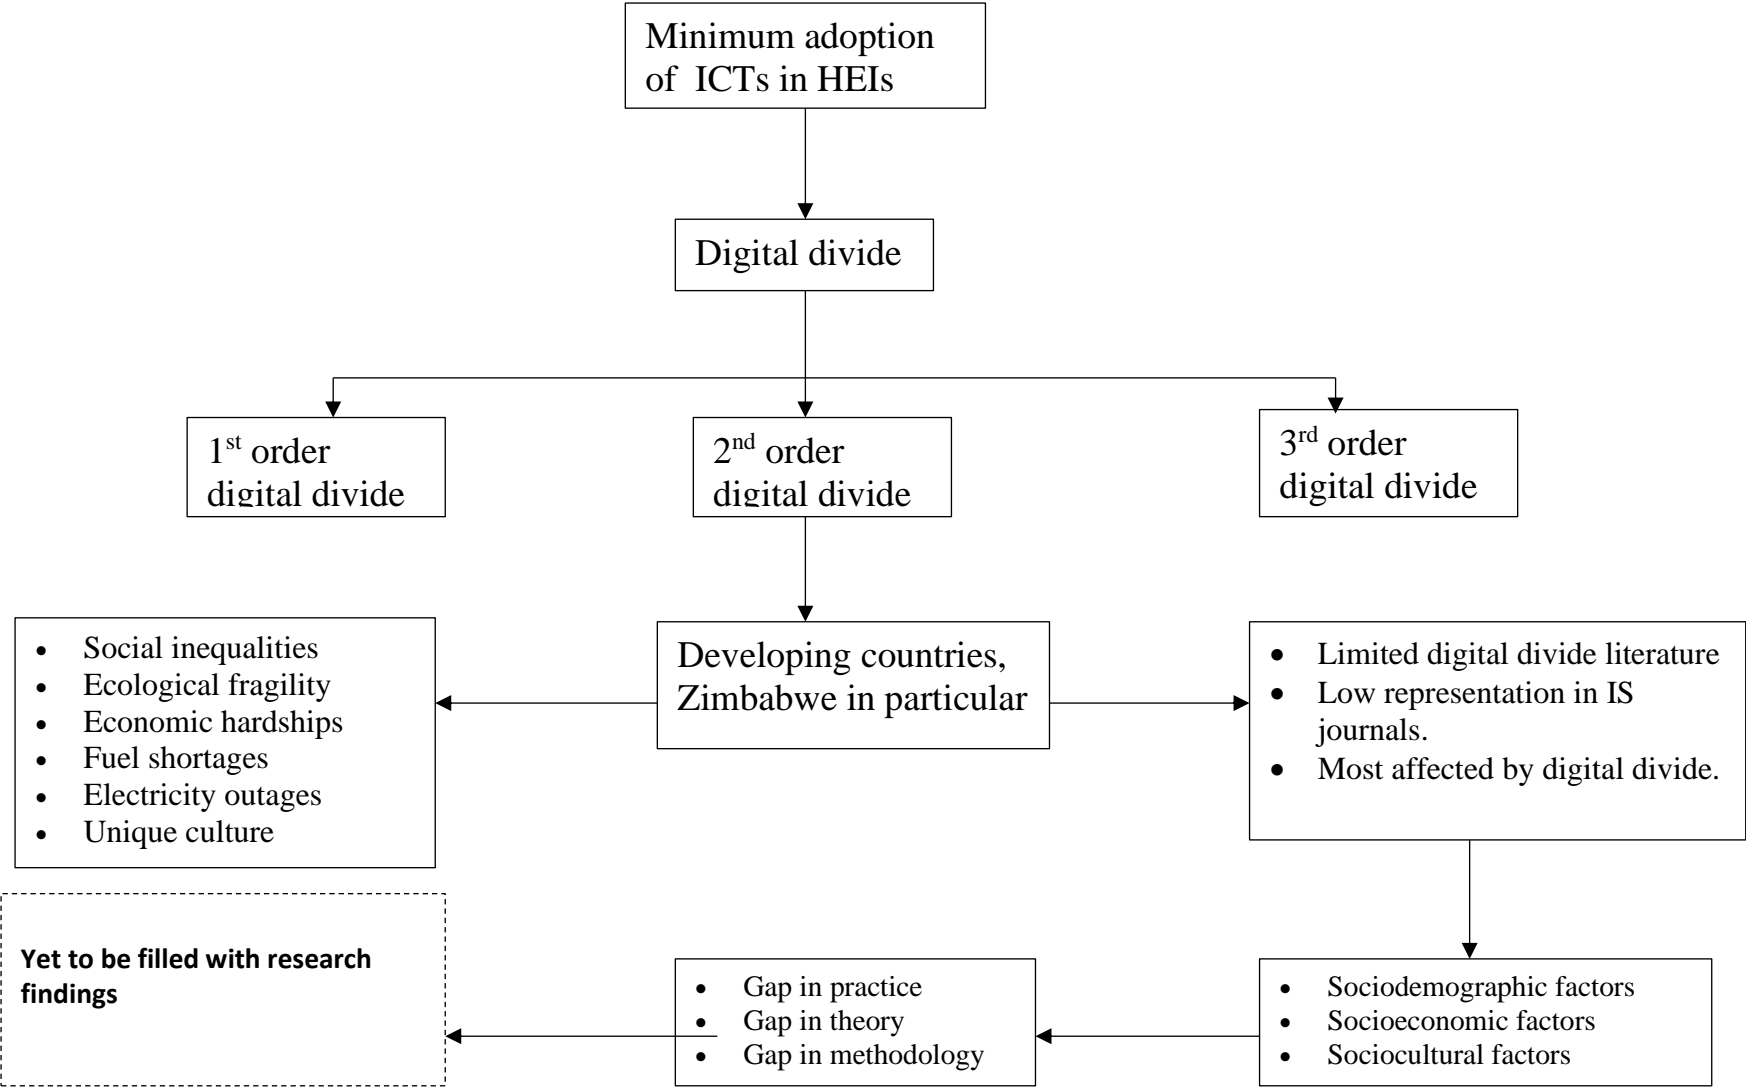 Minimum adoption
of ICTs in HEIs
Digital divide
1st order
digital divide
2nd order
digital divide
3rd order
digital divide
• Social inequalities
• Ecological fragility
• Economic hardships
• Fuel shortages
• Electricity outages
• Unique culture
Developing countries,
Zimbabwe in particular
• Limited digital divide literature
• Low representation in IS
journals.
• Most affected by digital divide.
Yet to be filled with research
findings
• Gap in practice
• Gap in theory
• Gap in methodology
• Sociodemographic factors
• Socioeconomic factors
• Sociocultural factors